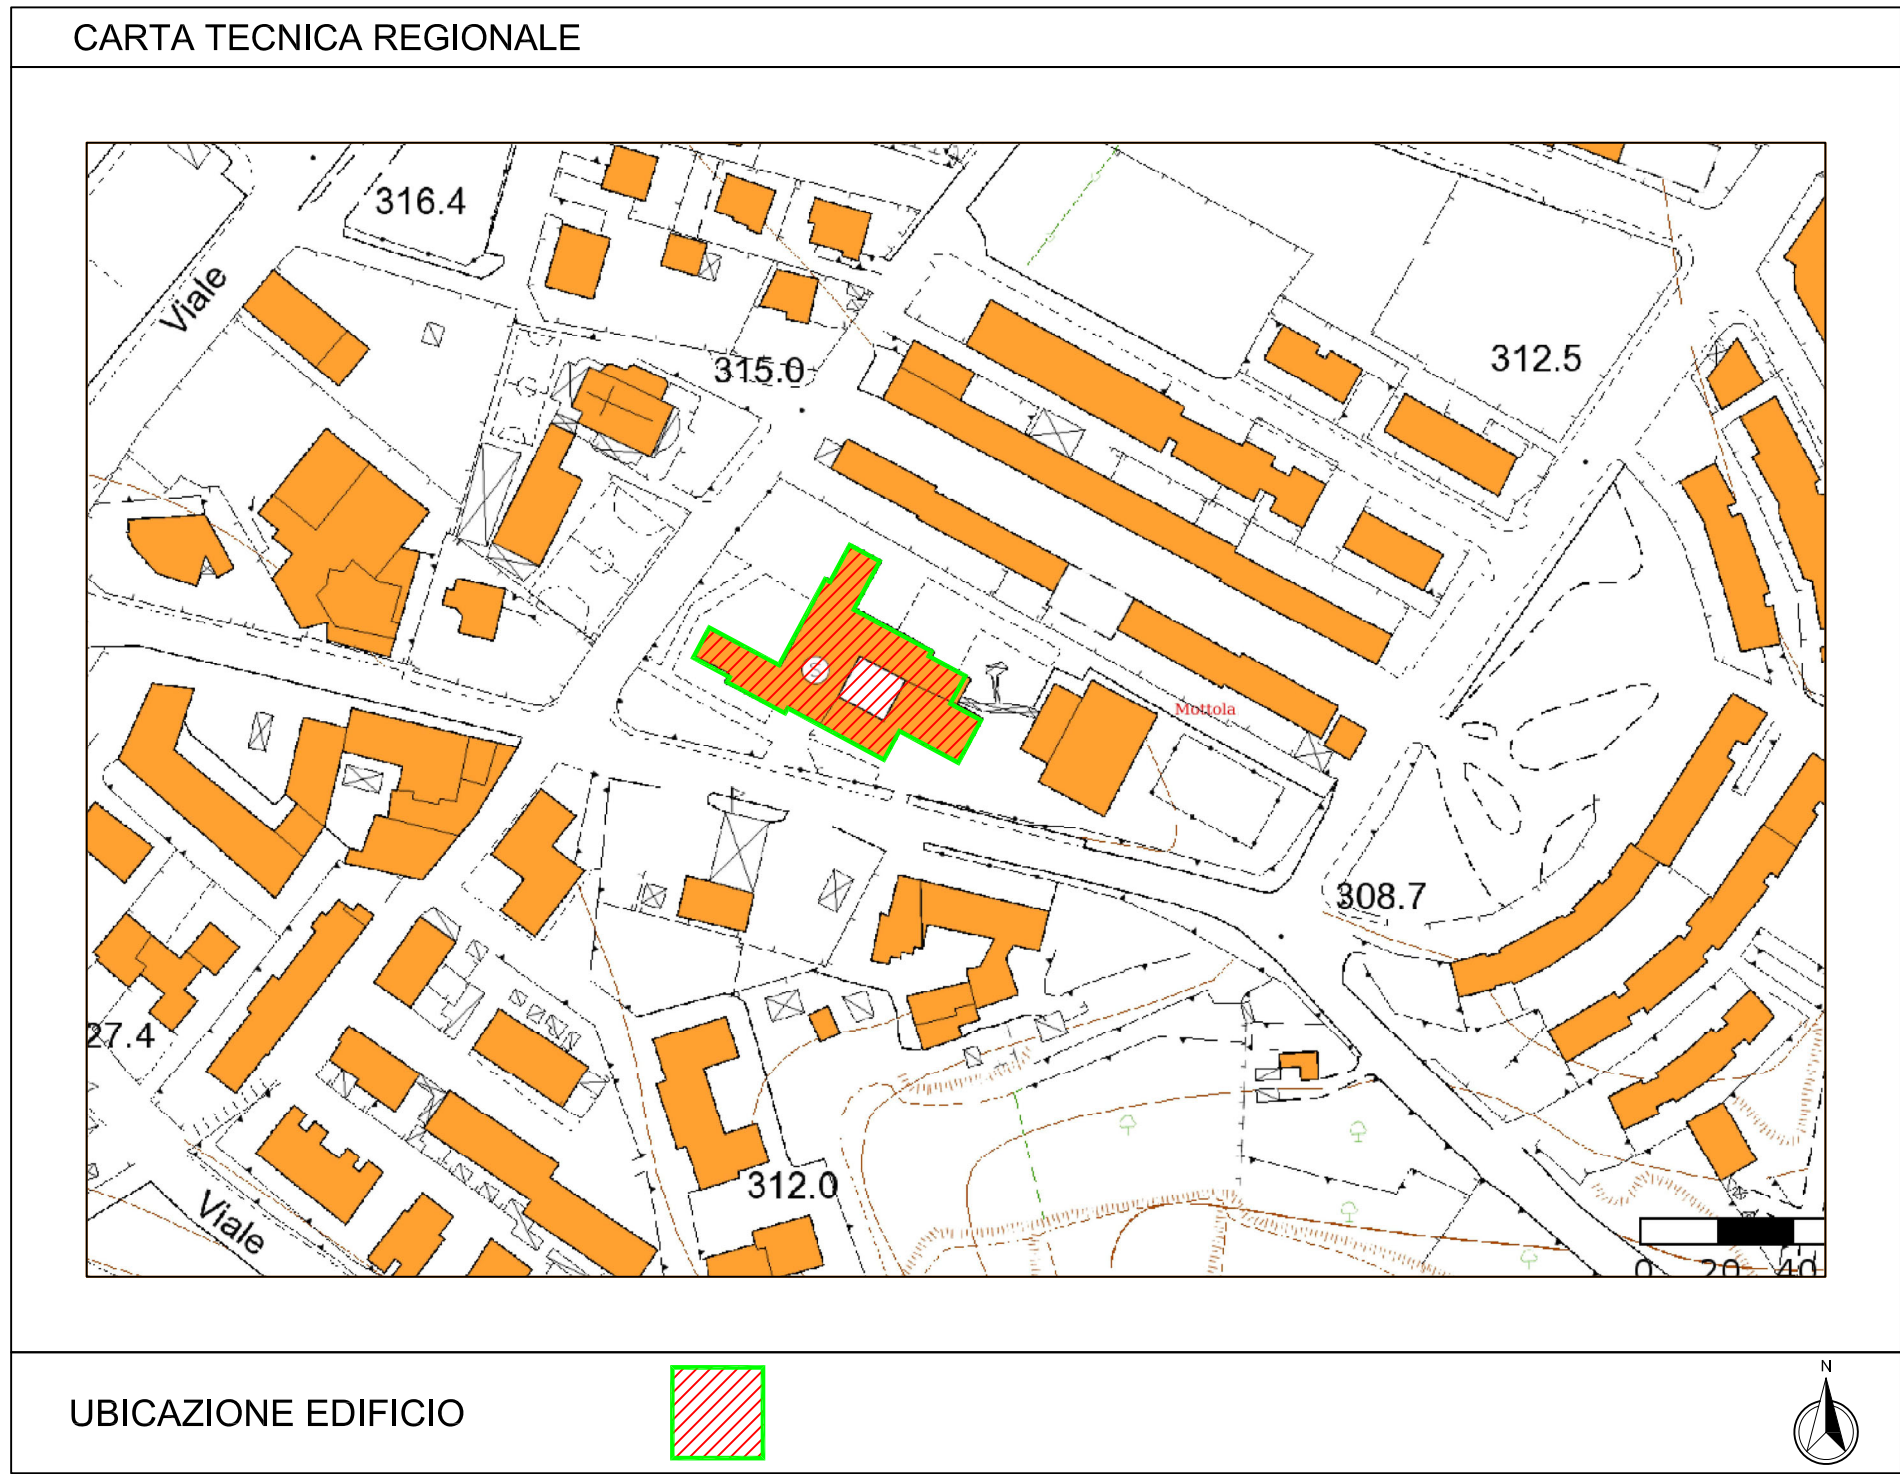 CARTA TECNICA REGIONALE
316.4
Viale
315.0
312.5
Mottola
308.7
27.4
312.0
Viale
0 20 40
UBICAZIONE EDIFICIO
N